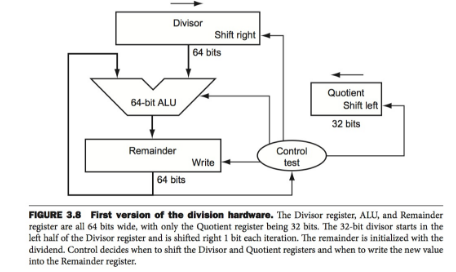 Divisor
Shift right
64 bits
64-bit ALU
Quotient
Shift left
32 bits
Remainder
Write
Control
test
64 bits
FIGURE 3.8 First version of the division hardware. The Divisor register, ALU, and Remainder
register are all 64 bits wide, with only the Quotient register being 32 bits. The 32-bit divisor starts in the
left half of the Divisor register and is shifted right 1 bit each iteration. The remainder is initialized with the
dividend. Control decides when to shift the Divisor and Quotient registers and when to write the new value
into the Remainder register.